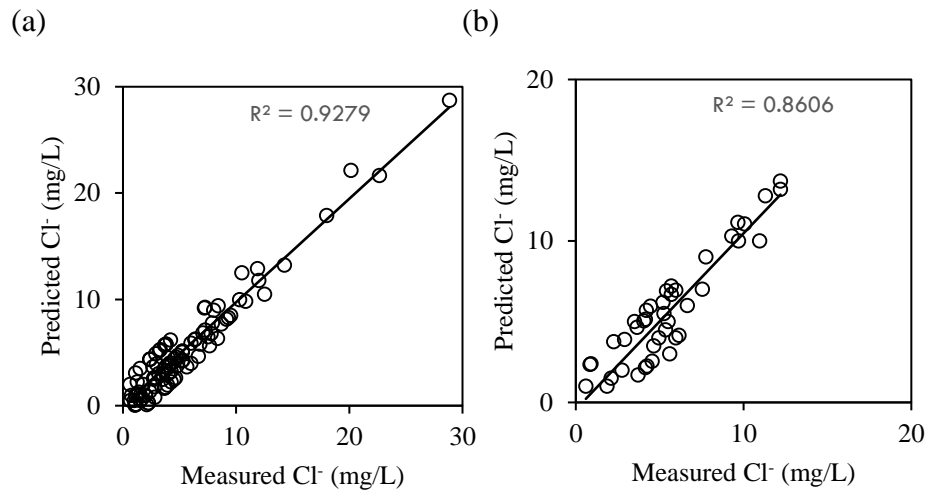 (a)
(b)
30
20
10
0
0
10
20
30
R² = 0.9279
Predicted Cl⁻ (mg/L)
Measured Cl⁻ (mg/L)
20
10
0
0
10
20
R² = 0.8606
Predicted Cl⁻ (mg/L)
Measured Cl⁻ (mg/L)